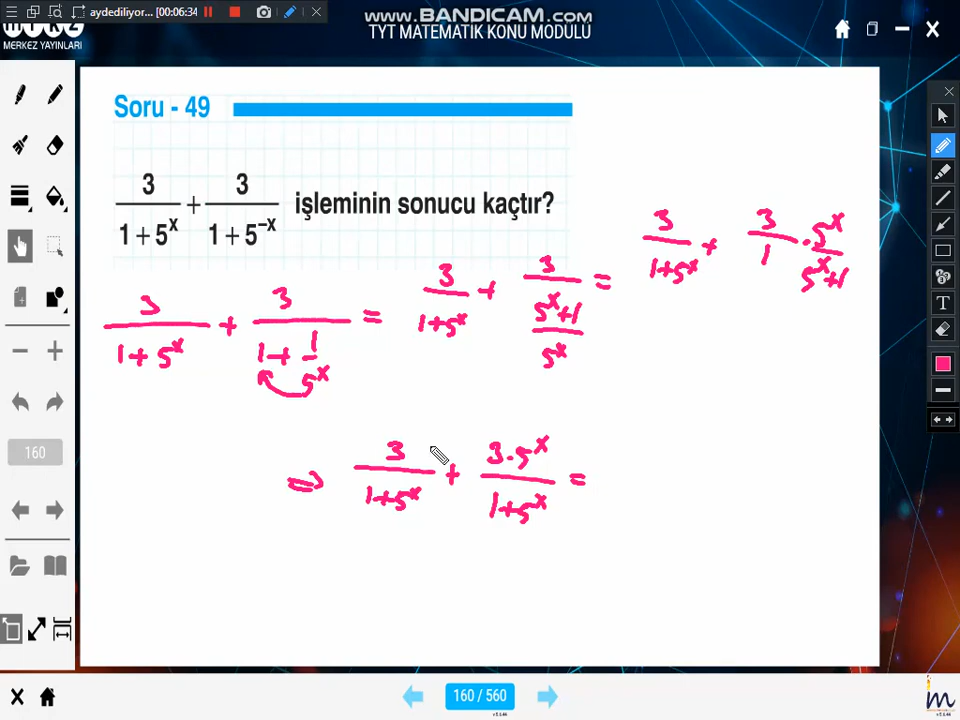 aydediliyor... [00:06:34]
www.BANDICAM.com
MERKEZ YAYINLARI
TYT MATEMATİK KONU MODULÜ
Soru - 49
3/(1 + 5^x) + 3/(1 + 5^-x) işleminin sonucu kaçtır?
3/(1 + 5^x) + 3/(1 + 1/5^x) = 3/(1+5^x) + 3/((5^x+1)/5^x) = 3/(1+5^x) + 3/1 · 5^x/(5^x+1)
⇒ 3/(1+5^x) + 3·5^x/(1+5^x) =
T
160
160 / 560